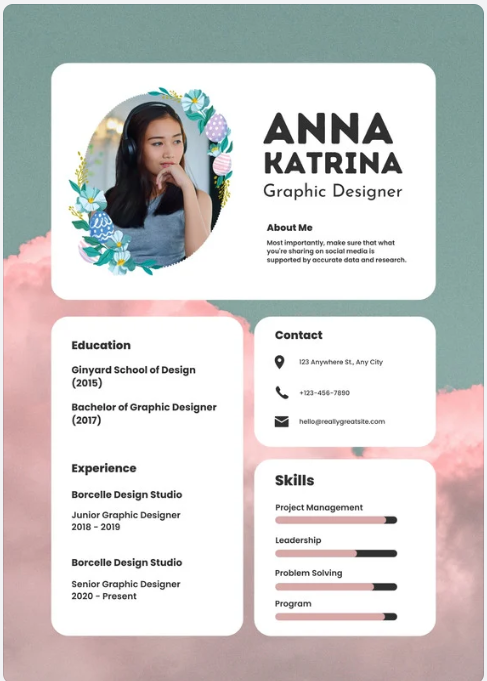 ANNA
KATRINA
Graphic Designer
About Me
Most importantly, make sure that what
you're sharing on social media is
supported by accurate data and research.
Education
Ginyard School of Design
(2015)
Bachelor of Graphic Designer
(2017)
Experience
Borcelle Design Studio
Junior Graphic Designer
2018 - 2019
Borcelle Design Studio
Senior Graphic Designer
2020 - Present
Contact
123 Anywhere St., Any City
+123-456-7890
hello@reallygreatsite.com
Skills
Project Management
Leadership
Problem Solving
Program